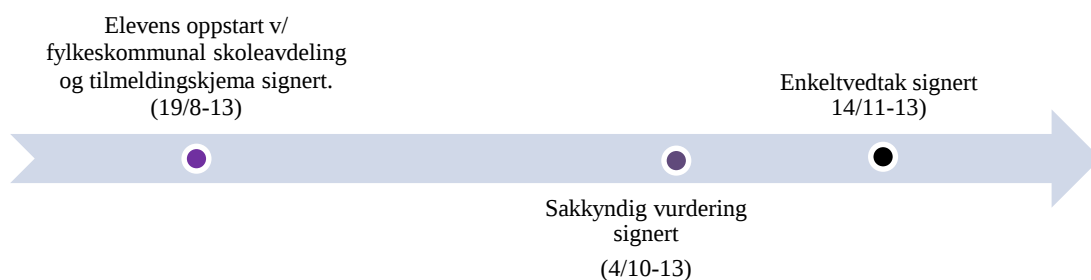 Elevens oppstart v/
fylkeskommunal skoleavdeling
og tilmeldingskjema signert.
(19/8-13)
Enkeltvedtak signert
14/11-13)
Sakkyndig vurdering
signert
(4/10-13)